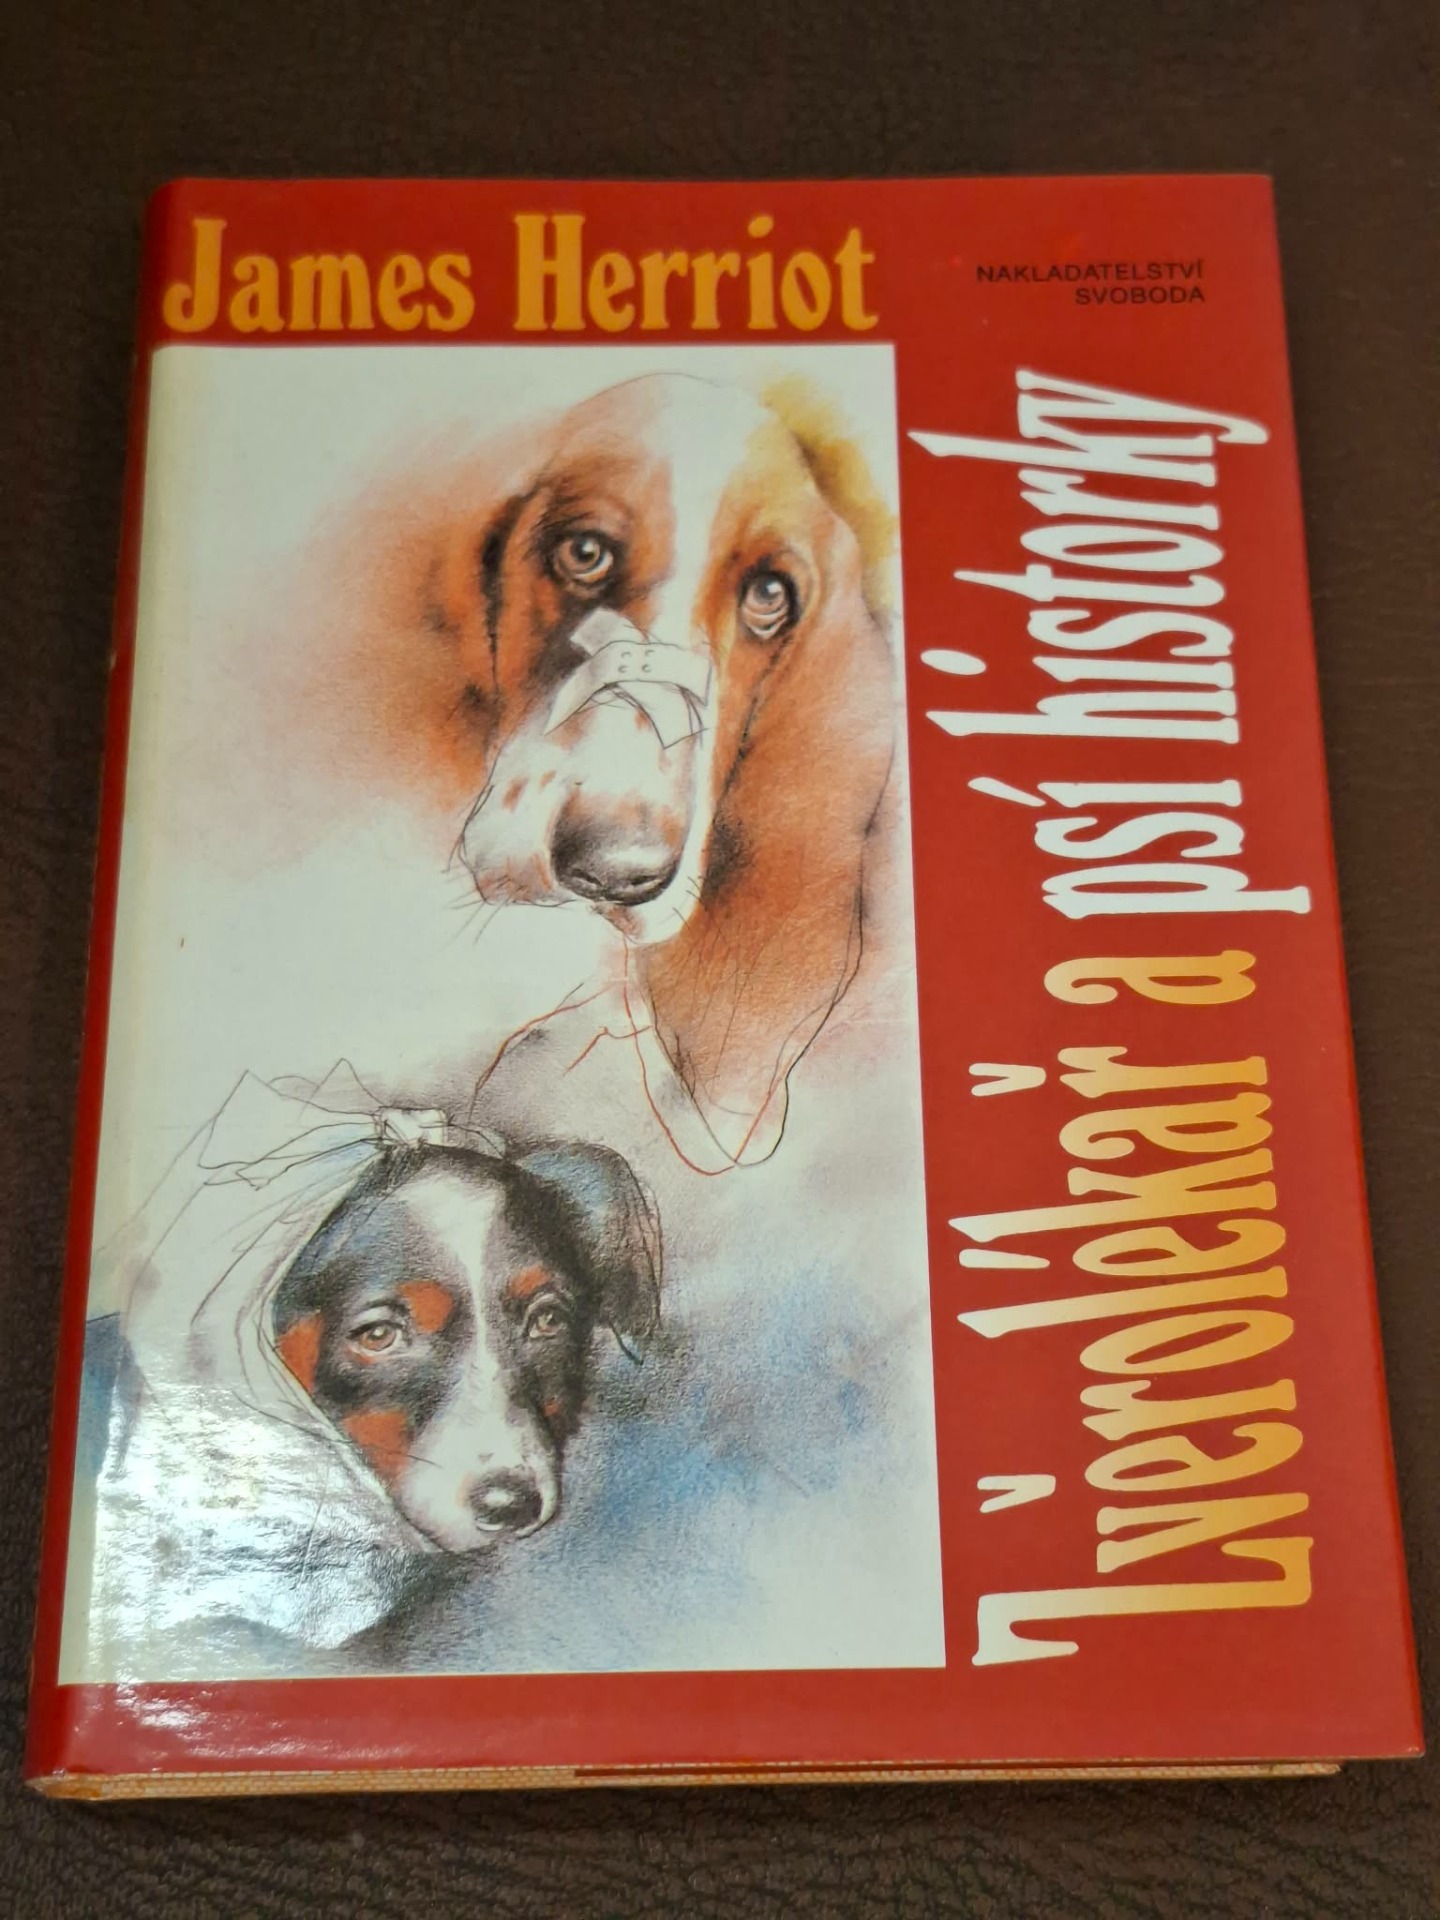 James Herriot
NAKLADATELSTVÍ
SVOBODA
Zvěrolékař a psí historky